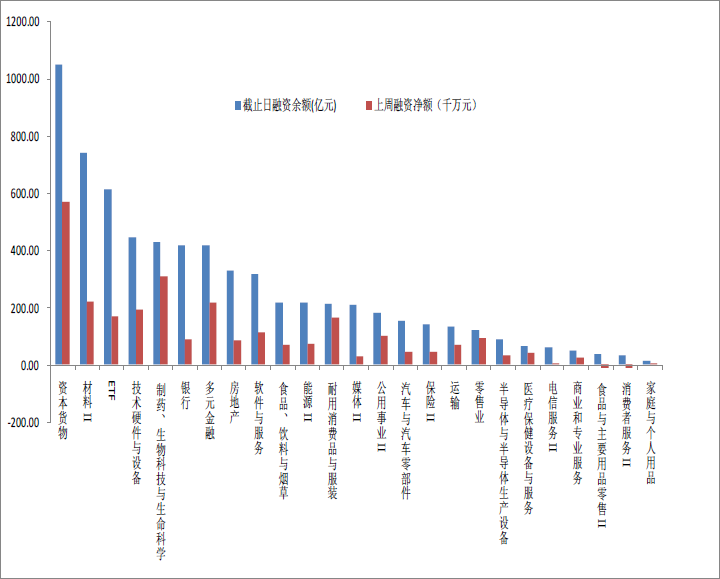 1200.00
1000.00
800.00
600.00
400.00
200.00
0.00
-200.00
截止日融资余额(亿元)
上周融资净额（千万元）
资本货物
材料II
ETF
技术硬件与设备
制药、生物科技与生命科学
银行
多元金融
房地产
软件与服务
食品、饮料与烟草
能源II
耐用消费品与服装
媒体II
公用事业II
汽车与汽车零部件
保险II
运输
零售业
半导体与半导体生产设备
医疗保健设备与服务
电信服务II
商业和专业服务
食品与主要用品零售II
消费者服务II
家庭与个人用品